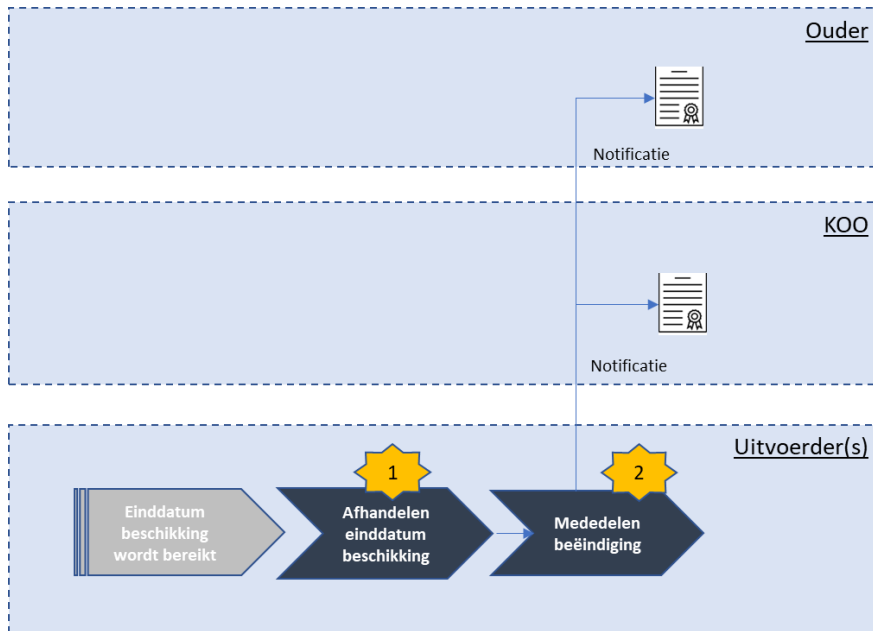 Ouder
Notificatie
KOO
Notificatie
Uitvoerder(s)
1
2
Einddatum
beschikking
wordt bereikt
Afhandelen
einddatum
beschikking
Mededelen
beëindiging